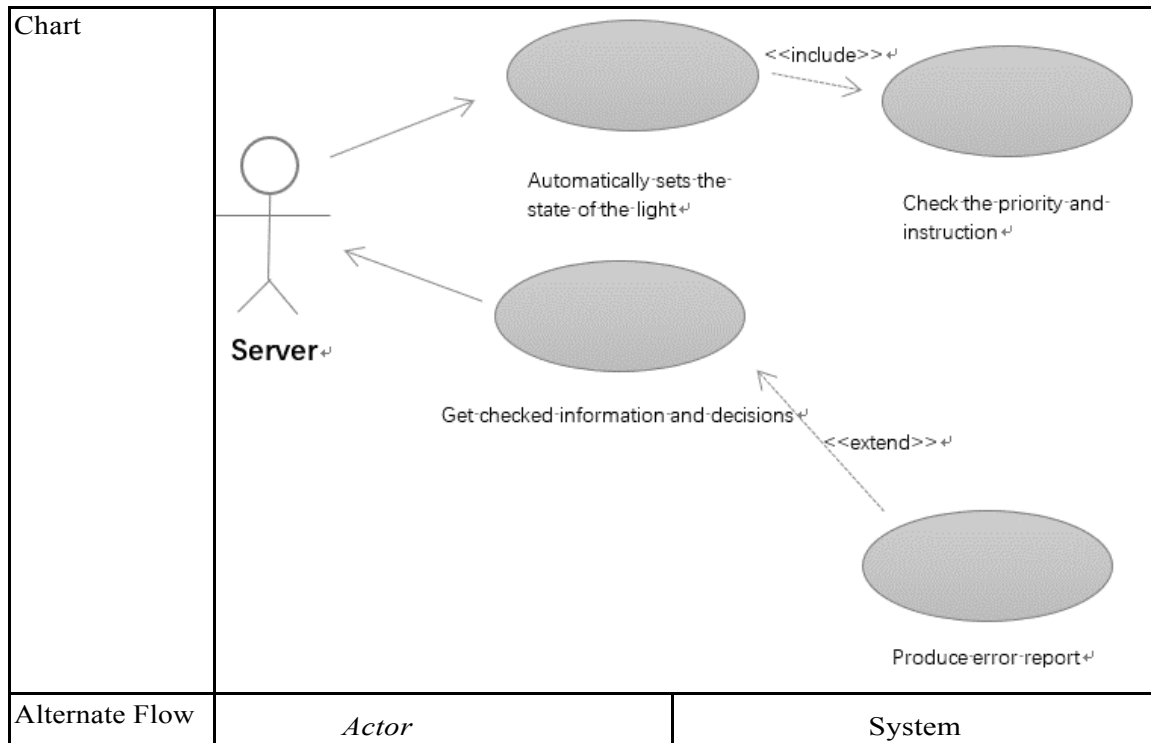 Chart
<<include>>
Automatically sets the
state of the light
Check the priority and
instruction
Server
Get checked information and decisions
<<extend>>
Produce error report
Alternate Flow
Actor
System